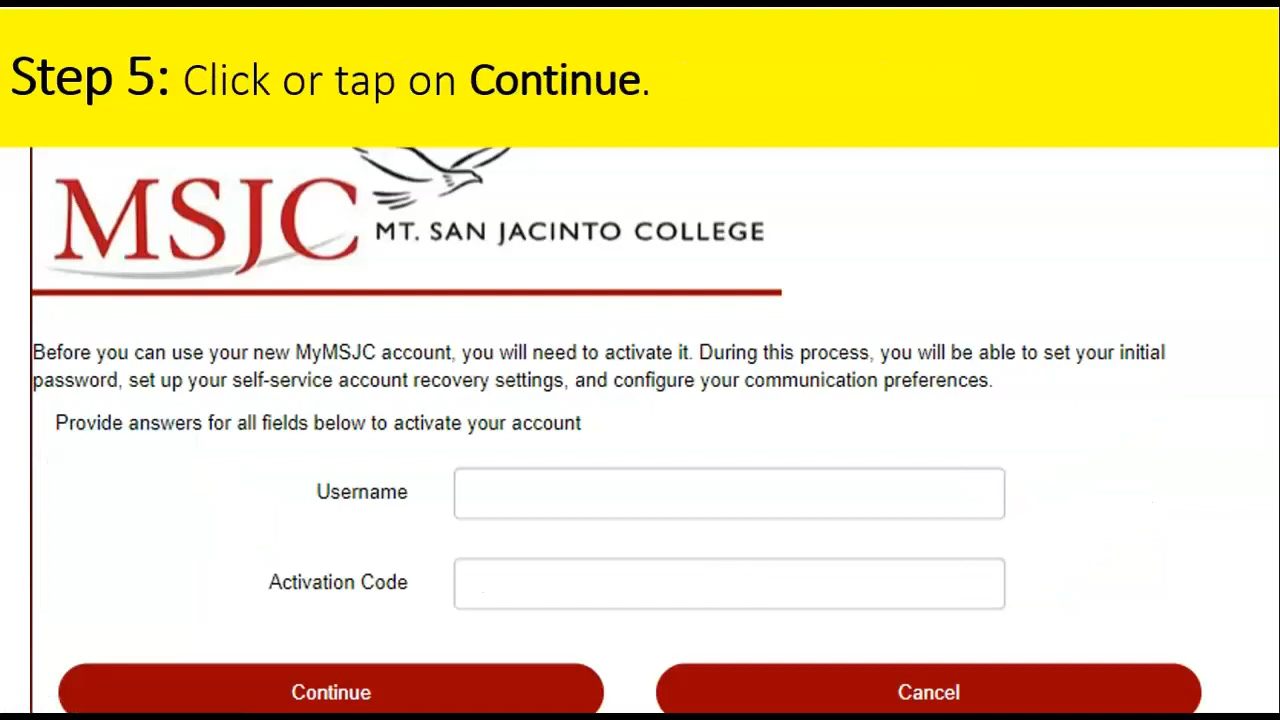 Step 5: Click or tap on Continue.
MSJC
MT. SAN JACINTO COLLEGE
Before you can use your new MyMSJC account, you will need to activate it. During this process, you will be able to set your initial
password, set up your self-service account recovery settings, and configure your communication preferences.
Provide answers for all fields below to activate your account
Username
Activation Code
Continue
Cancel